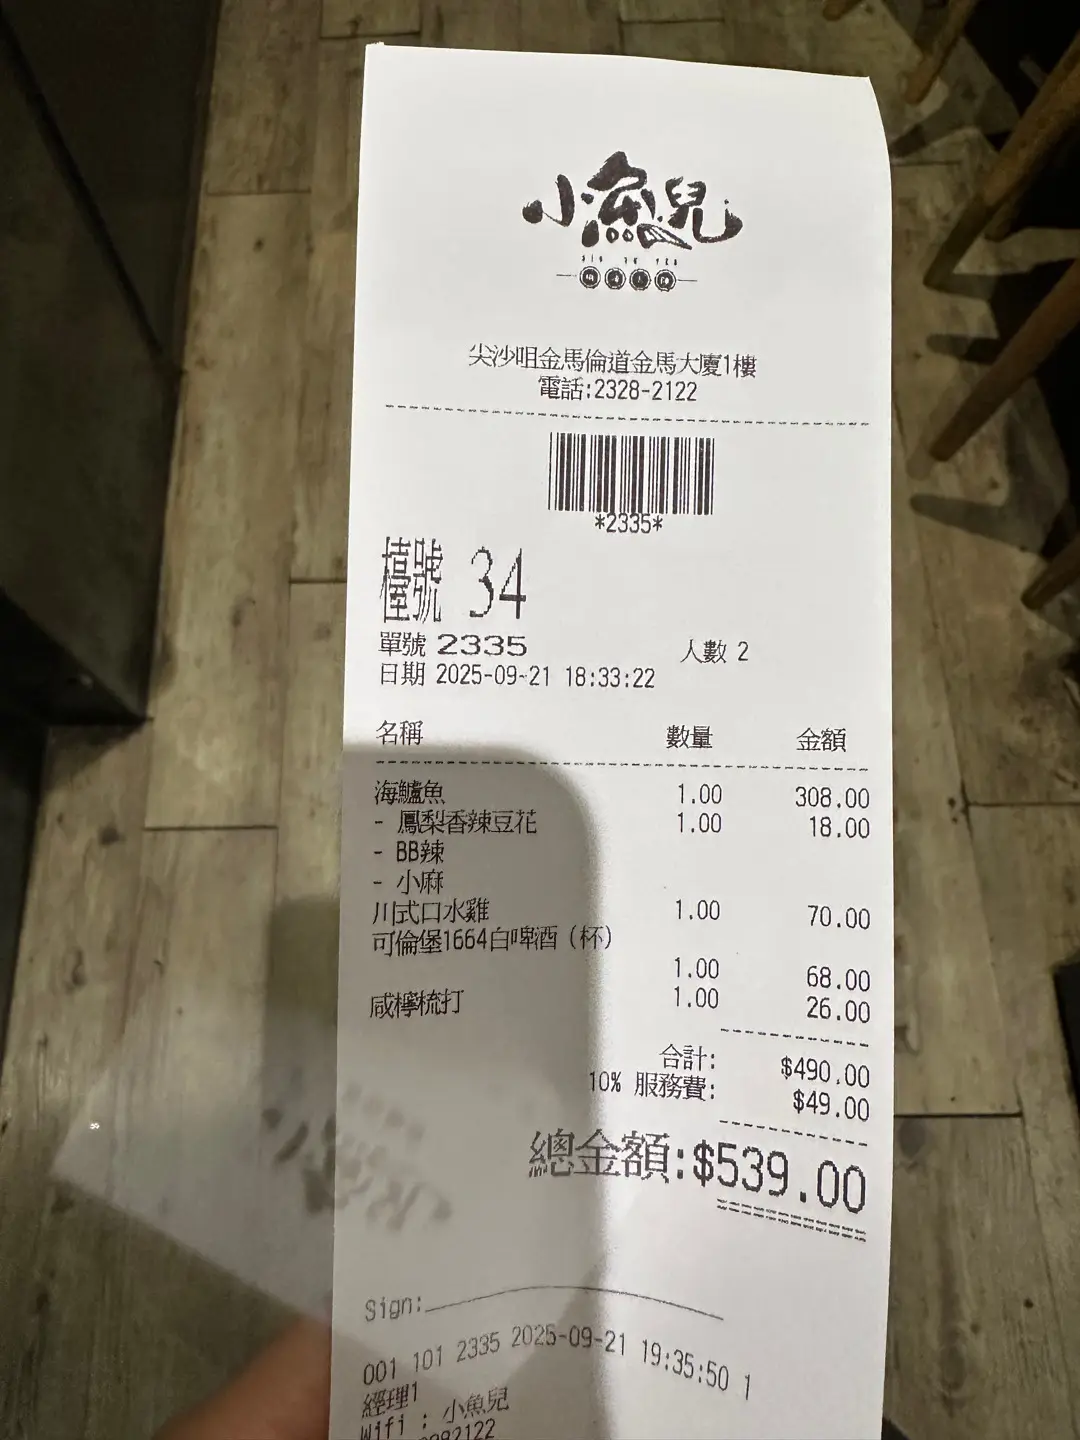 小魚兒
尖沙咀金馬倫道金馬大廈1樓
電話:2328-2122
*2335*
檯號 34
單號 2335 人數 2
日期 2025-09-21 18:33:22
名稱 數量 金額
海鱸魚 1.00 308.00
- 鳳梨香辣豆花 1.00 18.00
- BB辣
- 小麻
川式口水雞 1.00 70.00
可倫堡1664白啤酒(杯)
1.00 68.00
咸檸梳打 1.00 26.00
合計: $490.00
10% 服務費: $49.00
總金額:$539.00
Sign:
001 101 2335 2025-09-21 19:35:50 1
經理1
Wifi : 小魚兒